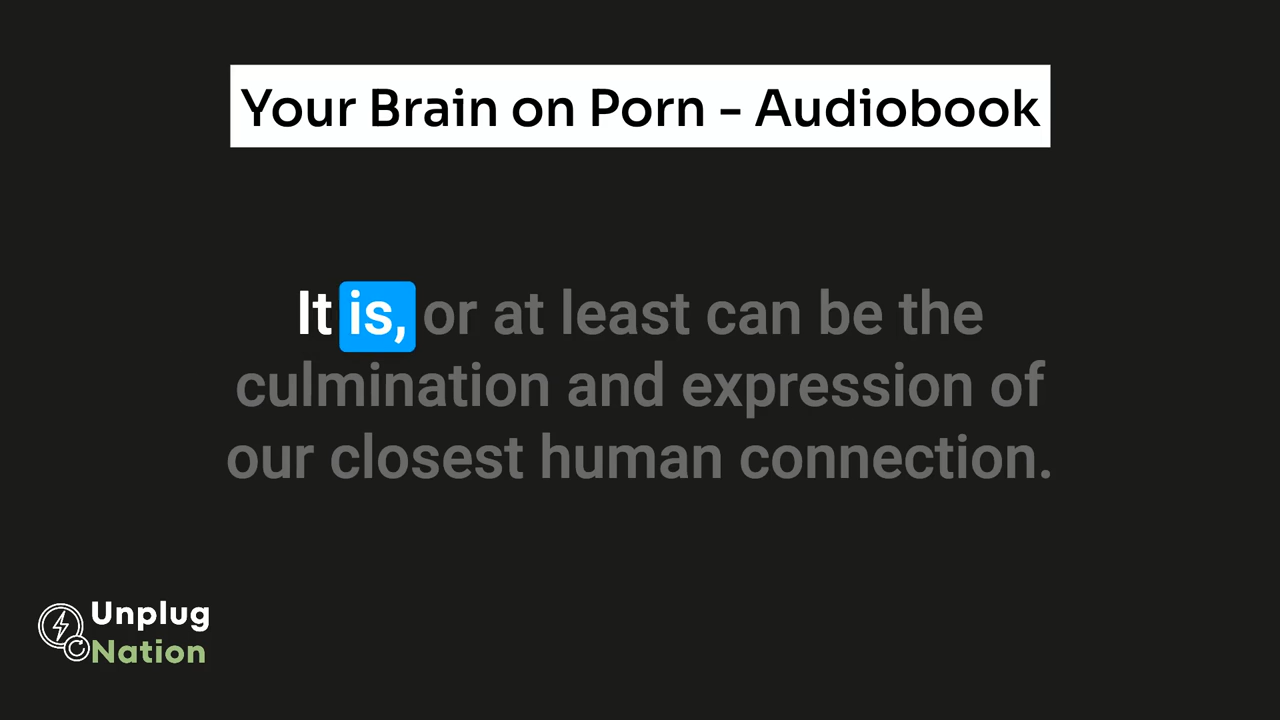 Your Brain on Porn - Audiobook
It is, or at least can be the
culmination and expression of
our closest human connection.
Unplug
Nation